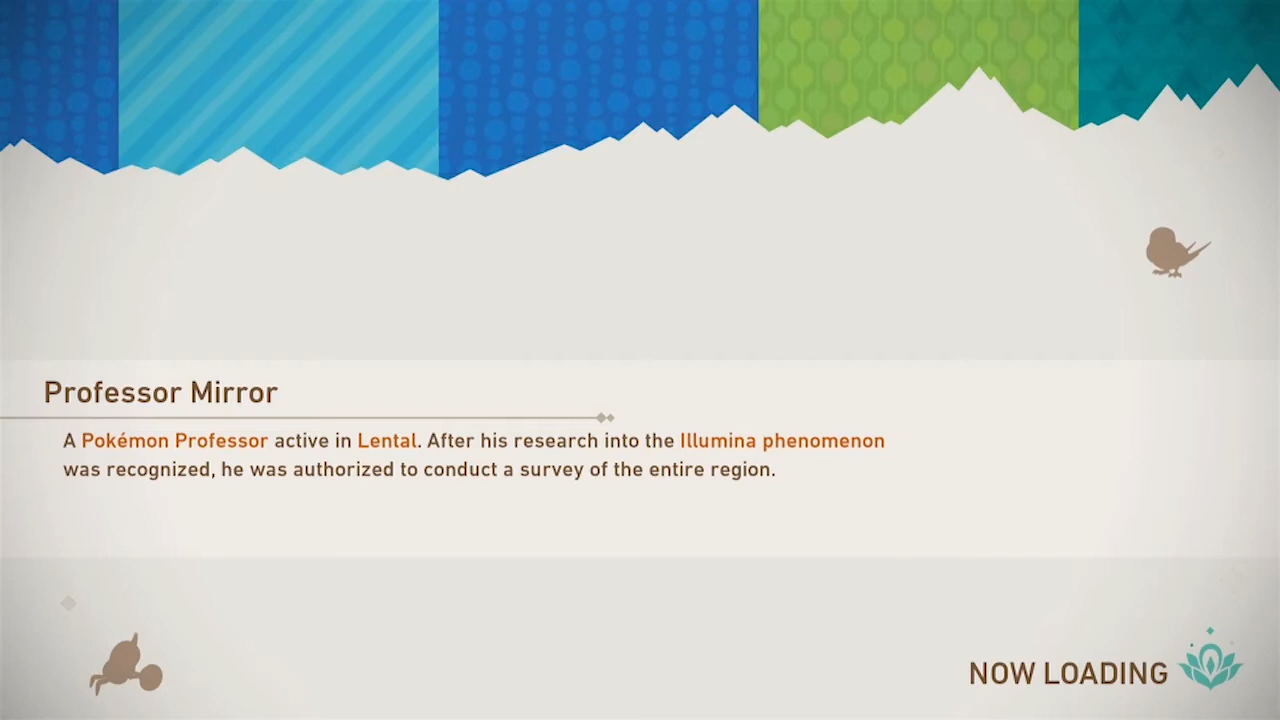 Professor Mirror
A Pokémon Professor active in Lental. After his research into the Illumina phenomenon
was recognized, he was authorized to conduct a survey of the entire region.
NOW LOADING